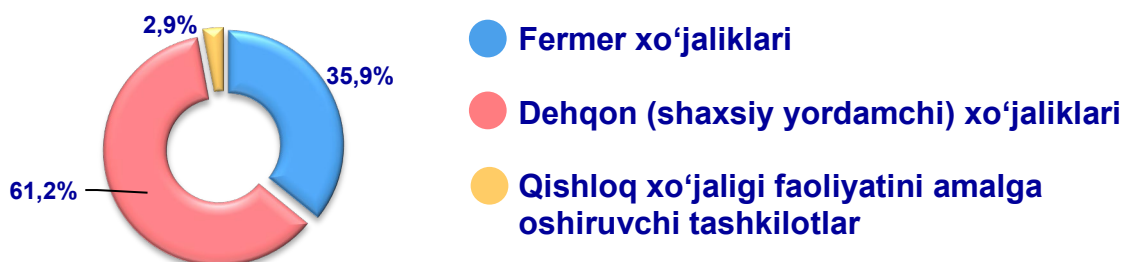 2,9%
35,9%
61,2%
Fermer xo‘jaliklari
Dehqon (shaxsiy yordamchi) xo‘jaliklari
Qishloq xo‘jaligi faoliyatini amalga
oshiruvchi tashkilotlar